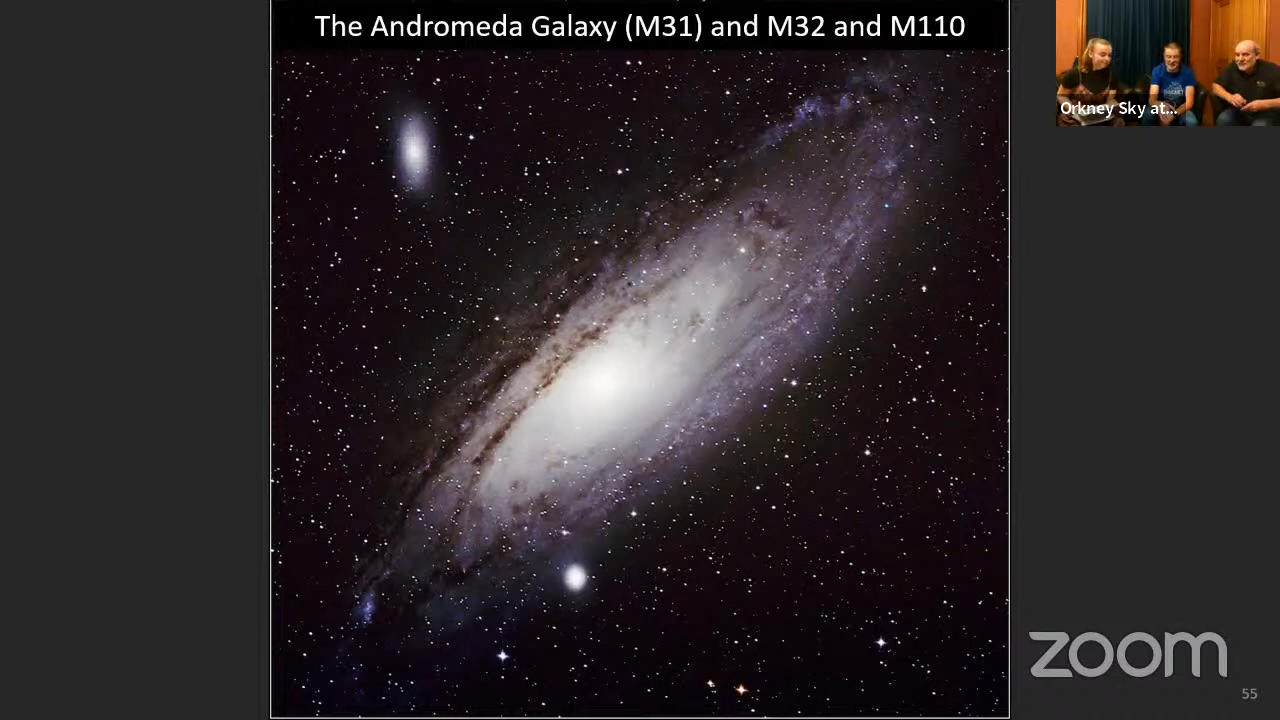 The Andromeda Galaxy (M31) and M32 and M110
Orkney Sky at...
zoom
55